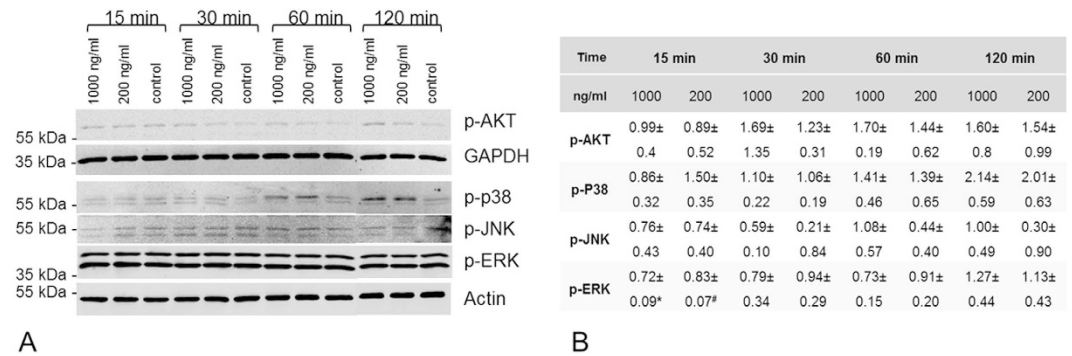 15 min 30 min 60 min 120 min
1000 ng/ml 200 ng/ml control 1000 ng/ml 200 ng/ml control 1000 ng/ml 200 ng/ml control 1000 ng/ml 200 ng/ml control
p-AKT
55 kDa
GAPDH
35 kDa
p-p38
55 kDa
55 kDa
p-JNK
p-ERK
35 kDa
55 kDa
Actin
A
Time 15 min 30 min 60 min 120 min
ng/ml 1000 200 1000 200 1000 200 1000 200
p-AKT 0.99± 0.89± 1.69± 1.23± 1.70± 1.44± 1.60± 1.54±
0.4 0.52 1.35 0.31 0.19 0.62 0.8 0.99
p-P38 0.86± 1.50± 1.10± 1.06± 1.41± 1.39± 2.14± 2.01±
0.32 0.35 0.22 0.19 0.46 0.65 0.59 0.63
p-JNK 0.76± 0.74± 0.59± 0.21± 1.08± 0.44± 1.00± 0.30±
0.43 0.40 0.10 0.84 0.57 0.40 0.49 0.90
p-ERK 0.72± 0.83± 0.79± 0.94± 0.73± 0.91± 1.27± 1.13±
0.09* 0.07# 0.34 0.29 0.15 0.20 0.44 0.43
B